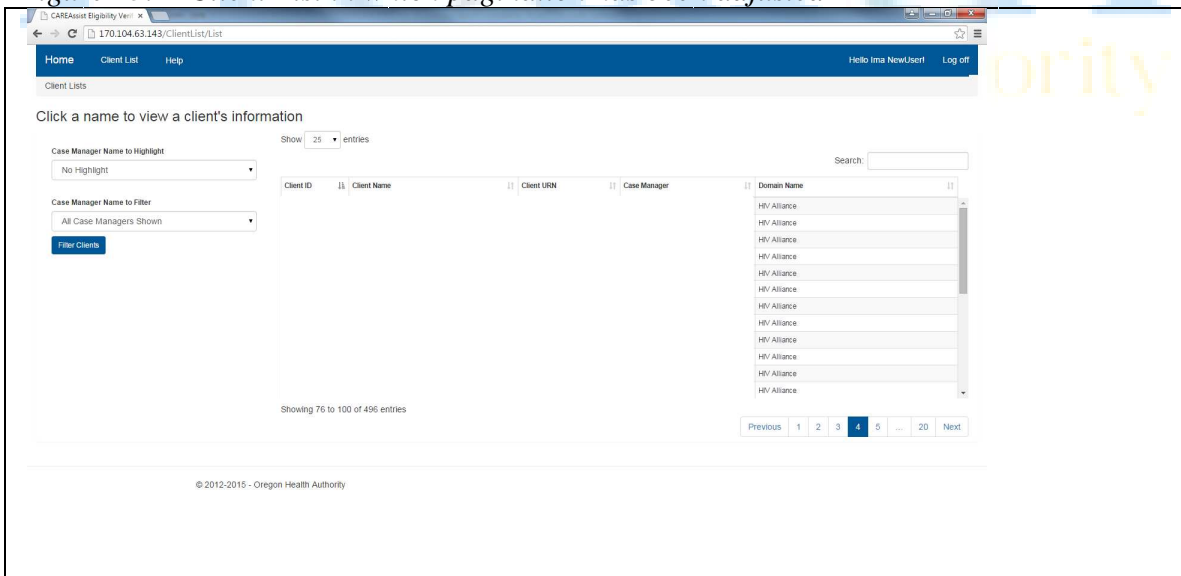 CAREAssist Eligibility Veri ×
170.104.63.143/ClientList/List
Home Client List Help Hello Ima NewUser! Log off
Client Lists
Click a name to view a client's information
Show 25 entries
Case Manager Name to Highlight
No Highlight
Search:
Client ID Client Name Client URN Case Manager Domain Name
Case Manager Name to Filter
All Case Managers Shown
Filter Clients
HIV Alliance
HIV Alliance
HIV Alliance
HIV Alliance
HIV Alliance
HIV Alliance
HIV Alliance
HIV Alliance
HIV Alliance
HIV Alliance
HIV Alliance
HIV Alliance
Showing 76 to 100 of 496 entries
Previous 1 2 3 4 5 ... 20 Next
© 2012-2015 - Oregon Health Authority